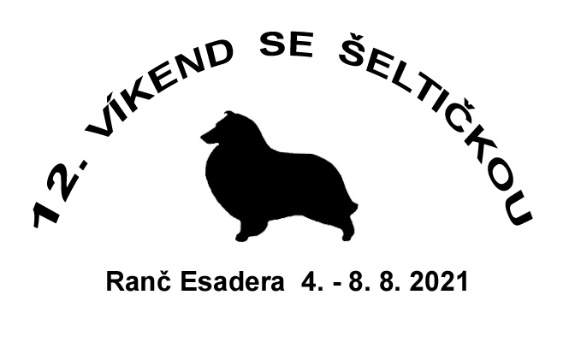 12. VÍKEND SE ŠELTIČKOU
Ranč Esadera 4. - 8. 8. 2021